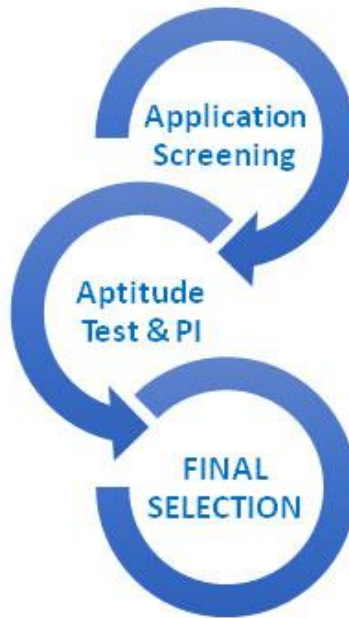 Application
Screening
Aptitude
Test & PI
FINAL
SELECTION